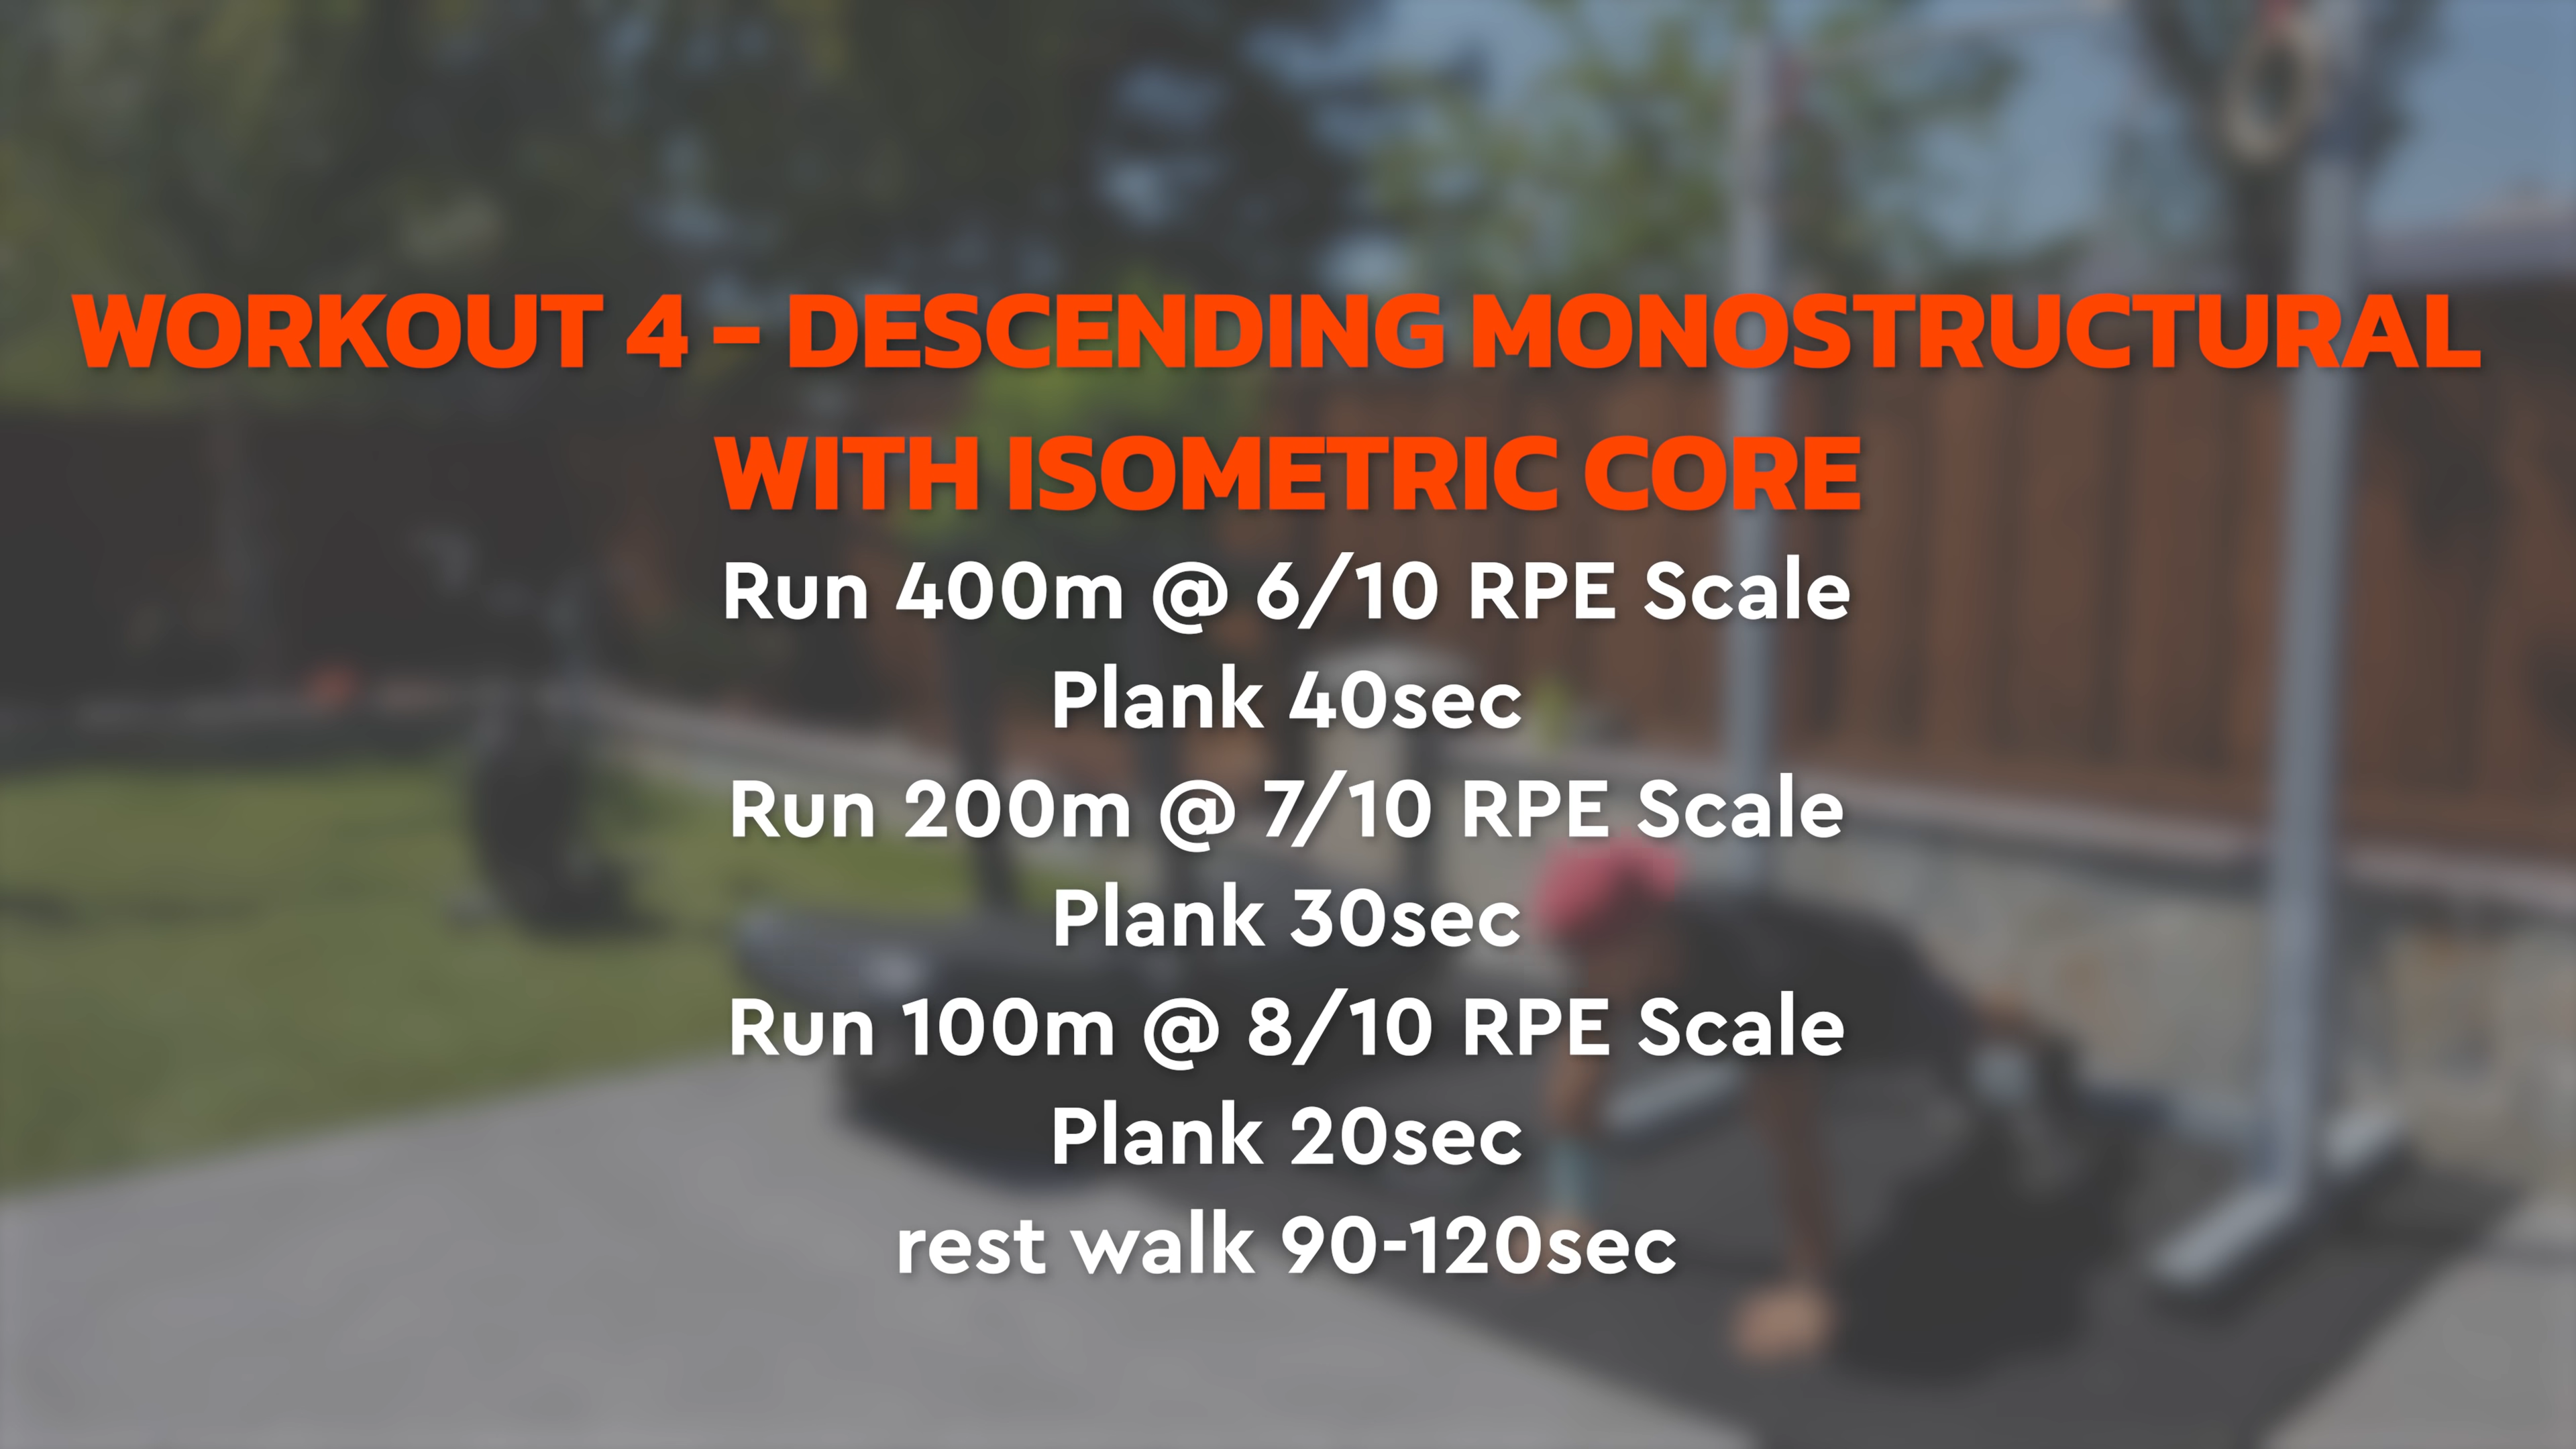 WORKOUT 4 - DESCENDING MONOSTRUCTURAL
WITH ISOMETRIC CORE
Run 400m @ 6/10 RPE Scale
Plank 40sec
Run 200m @ 7/10 RPE Scale
Plank 30sec
Run 100m @ 8/10 RPE Scale
Plank 20sec
rest walk 90-120sec